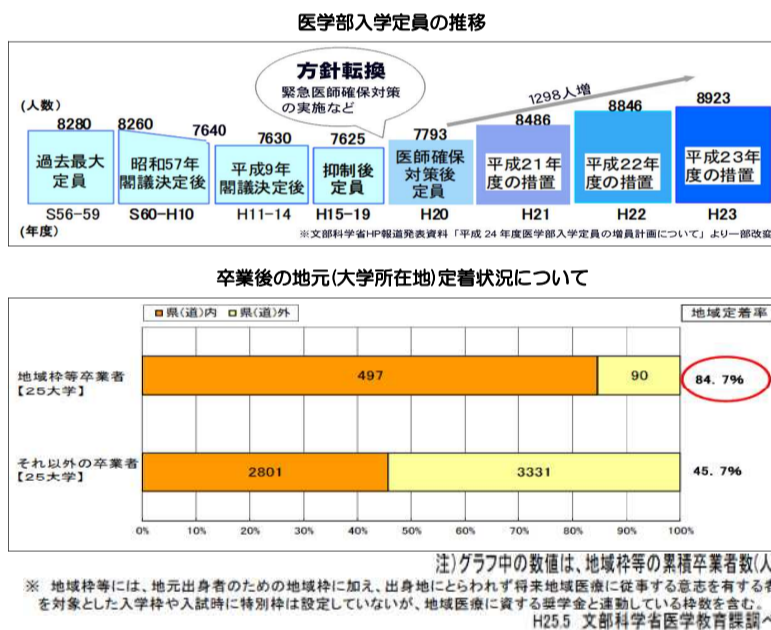 医学部入学定員の推移
方針転換
緊急医師確保対策
の実施など
1298人増
(人数)
8280
8260
7640
7630
7625
7793
8486
8846
8923
過去最大
定員
昭和57年
閣議決定後
平成9年
閣議決定後
抑制後
定員
医師確保
対策後
定員
平成21年
度の措置
平成22年
度の措置
平成23年
度の措置
S56-59
S60-H10
H11-14
H15-19
H20
H21
H22
H23
(年度)
※文部科学省HP報道発表資料「平成24年度医学部入学定員の増員計画について」より一部改変
卒業後の地元(大学所在地)定着状況について
県(道)内 県(道)外
地域定着率
地域枠等卒業者
【25大学】
497
90
84.7%
それ以外の卒業者
【25大学】
2801
3331
45.7%
0% 10% 20% 30% 40% 50% 60% 70% 80% 90% 100%
注)グラフ中の数値は、地域枠等の累積卒業者数(人
※ 地域枠等には、地元出身者のための地域枠に加え、出身地にとらわれず将来地域医療に従事する意志を有する者
を対象とした入学枠や入試時に特別枠は設定していないが、地域医療に資する奨学金と連動している枠数を含む。
H25.5 文部科学省医学教育課調べ